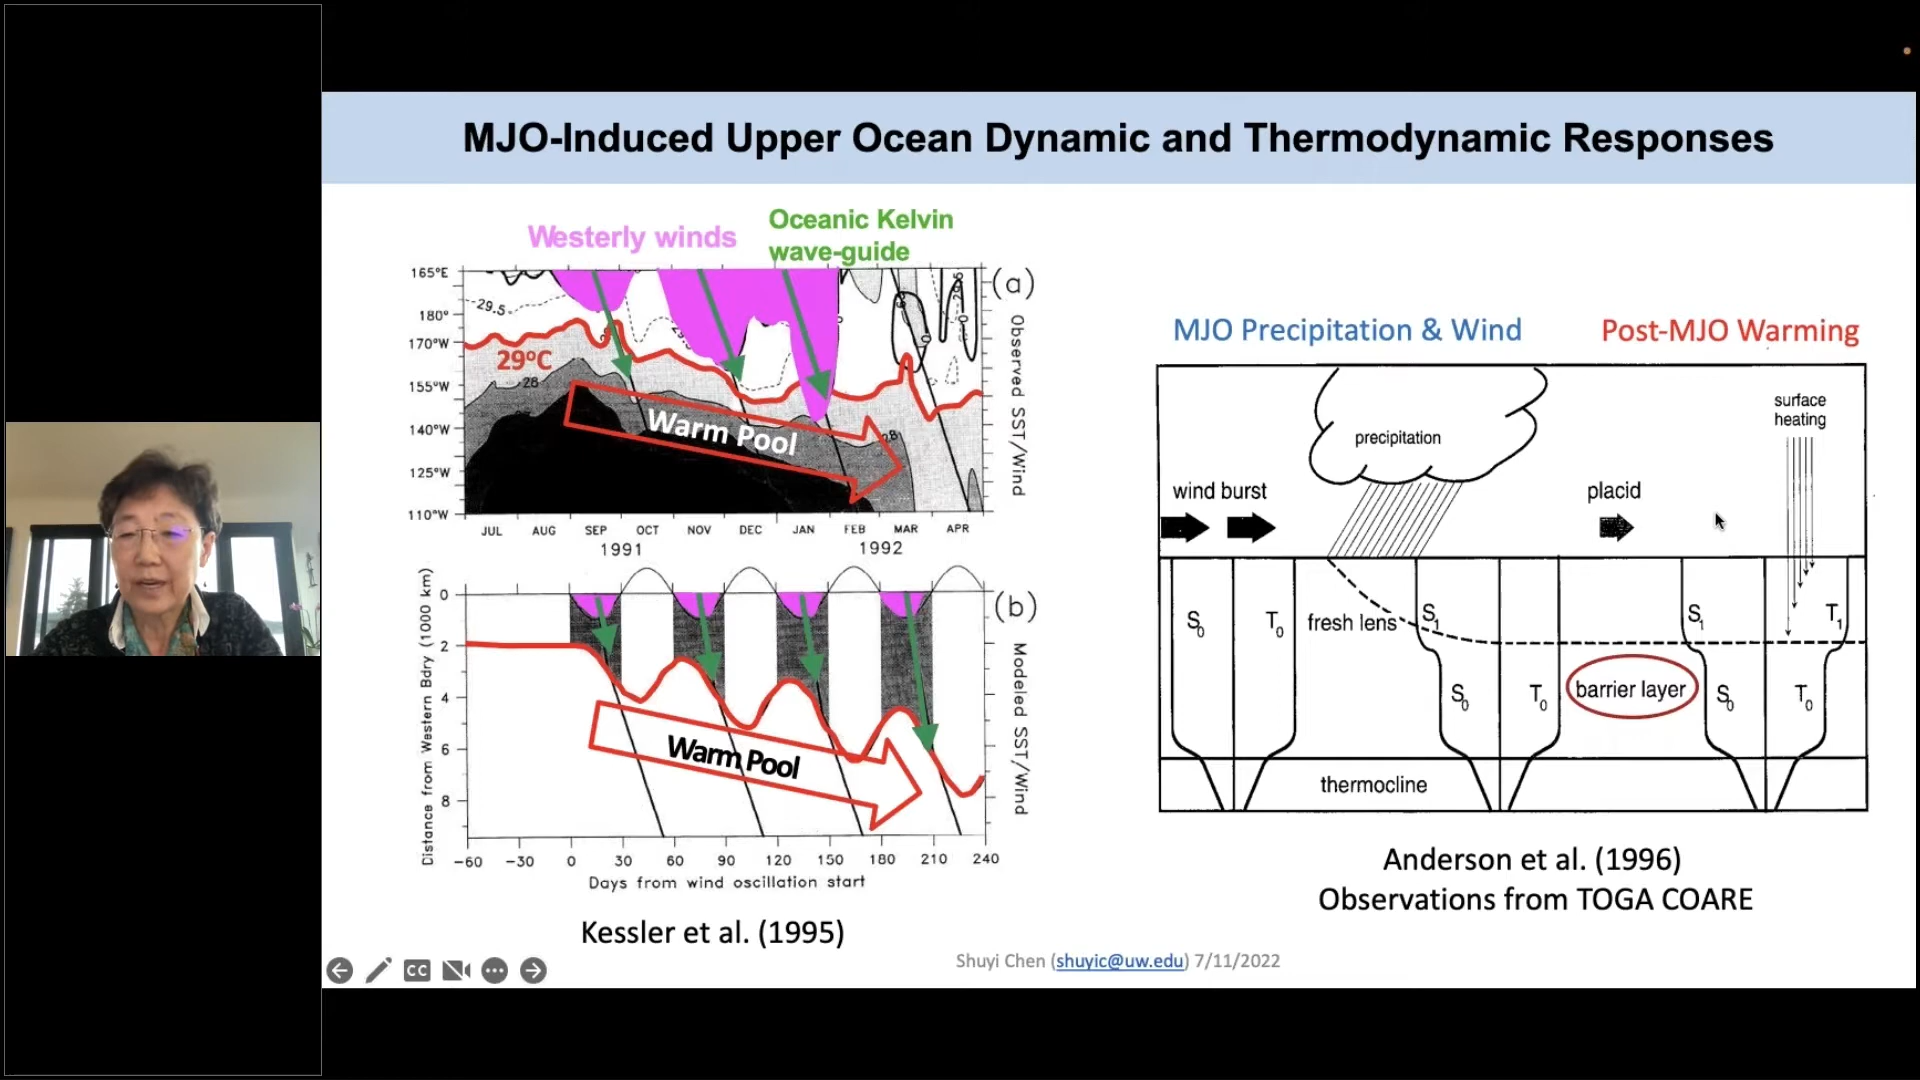 MJO-Induced Upper Ocean Dynamic and Thermodynamic Responses
Westerly winds
Oceanic Kelvin
wave-guide
165°E
180°
170°W
155°W
140°W
125°W
110°W
29.5
29°C
28
28
Warm Pool
(a)
Observed SST/Wind
JUL AUG SEP OCT NOV DEC JAN FEB MAR APR
1991 1992
Distance from Western Bdry (1000 km)
0
2
4
6
8
Warm Pool
(b)
Modeled SST/Wind
-60 -30 0 30 60 90 120 150 180 210 240
Days from wind oscillation start
Kessler et al. (1995)
MJO Precipitation & Wind
Post-MJO Warming
precipitation
surface
heating
wind burst
placid
S0 T0 fresh lens S1 S1 T1
S0 T0 barrier layer S0 T0
thermocline
Anderson et al. (1996)
Observations from TOGA COARE
CC
Shuyi Chen (shuyic@uw.edu) 7/11/2022